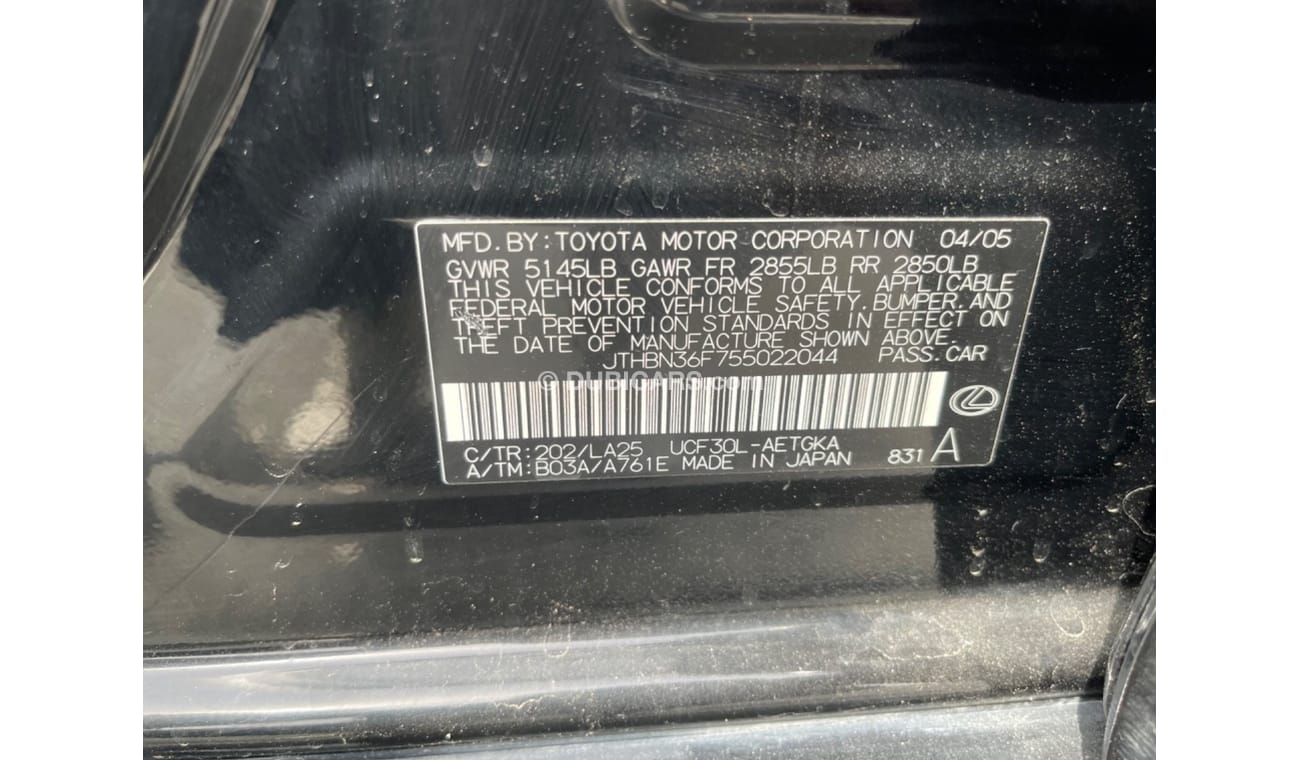 MFD. BY: TOYOTA MOTOR CORPORATION 04/05
GVWR 5145LB GAWR FR 2855LB RR 2850LB
THIS VEHICLE CONFORMS TO ALL APPLICABLE
FEDERAL MOTOR VEHICLE SAFETY, BUMPER, AND
THEFT PREVENTION STANDARDS IN EFFECT ON
THE DATE OF MANUFACTURE SHOWN ABOVE.
JTHBN36F755022044 PASS. CAR
© DUBICARS.com
C/TR: 202/LA25 UCF30L-AETGKA
A/TM: B03A/A761E MADE IN JAPAN 831 A